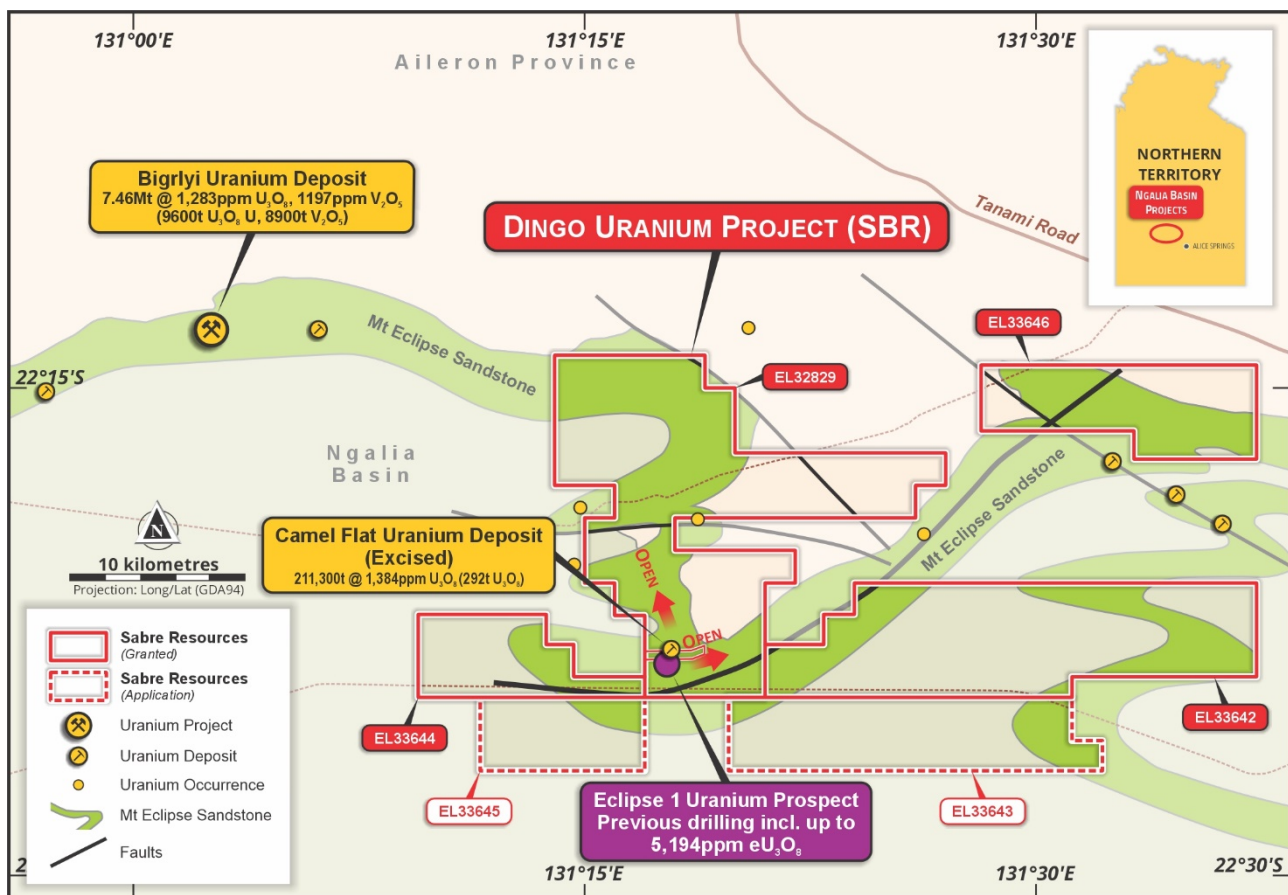 131°00'E
131°15'E
131°30'E
Aileron Province
NORTHERN
TERRITORY
NGALIA BASIN
PROJECTS
ALICE SPRINGS
Bigrlyi Uranium Deposit
7.46Mt @ 1,283ppm U₃O₈, 1197ppm V₂O₅
(9600t U₃O₈ U, 8900t V₂O₅)
DINGO URANIUM PROJECT (SBR)
Tanami Road
Mt Eclipse Sandstone
EL33646
EL32829
22°15'S
Ngalia
Basin
Mt Eclipse Sandstone
N
10 kilometres
Projection: Long/Lat (GDA94)
Camel Flat Uranium Deposit
(Excised)
211,300t @ 1,384ppm U₃O₈ (292t U₃O₈)
OPEN
OPEN
EL33644
EL33642
EL33645
EL33643
Eclipse 1 Uranium Prospect
Previous drilling incl. up to
5,194ppm eU₃O₈
Sabre Resources
(Granted)
Sabre Resources
(Application)
Uranium Project
Uranium Deposit
Uranium Occurrence
Mt Eclipse Sandstone
Faults
131°15'E
131°30'E
22°30'S